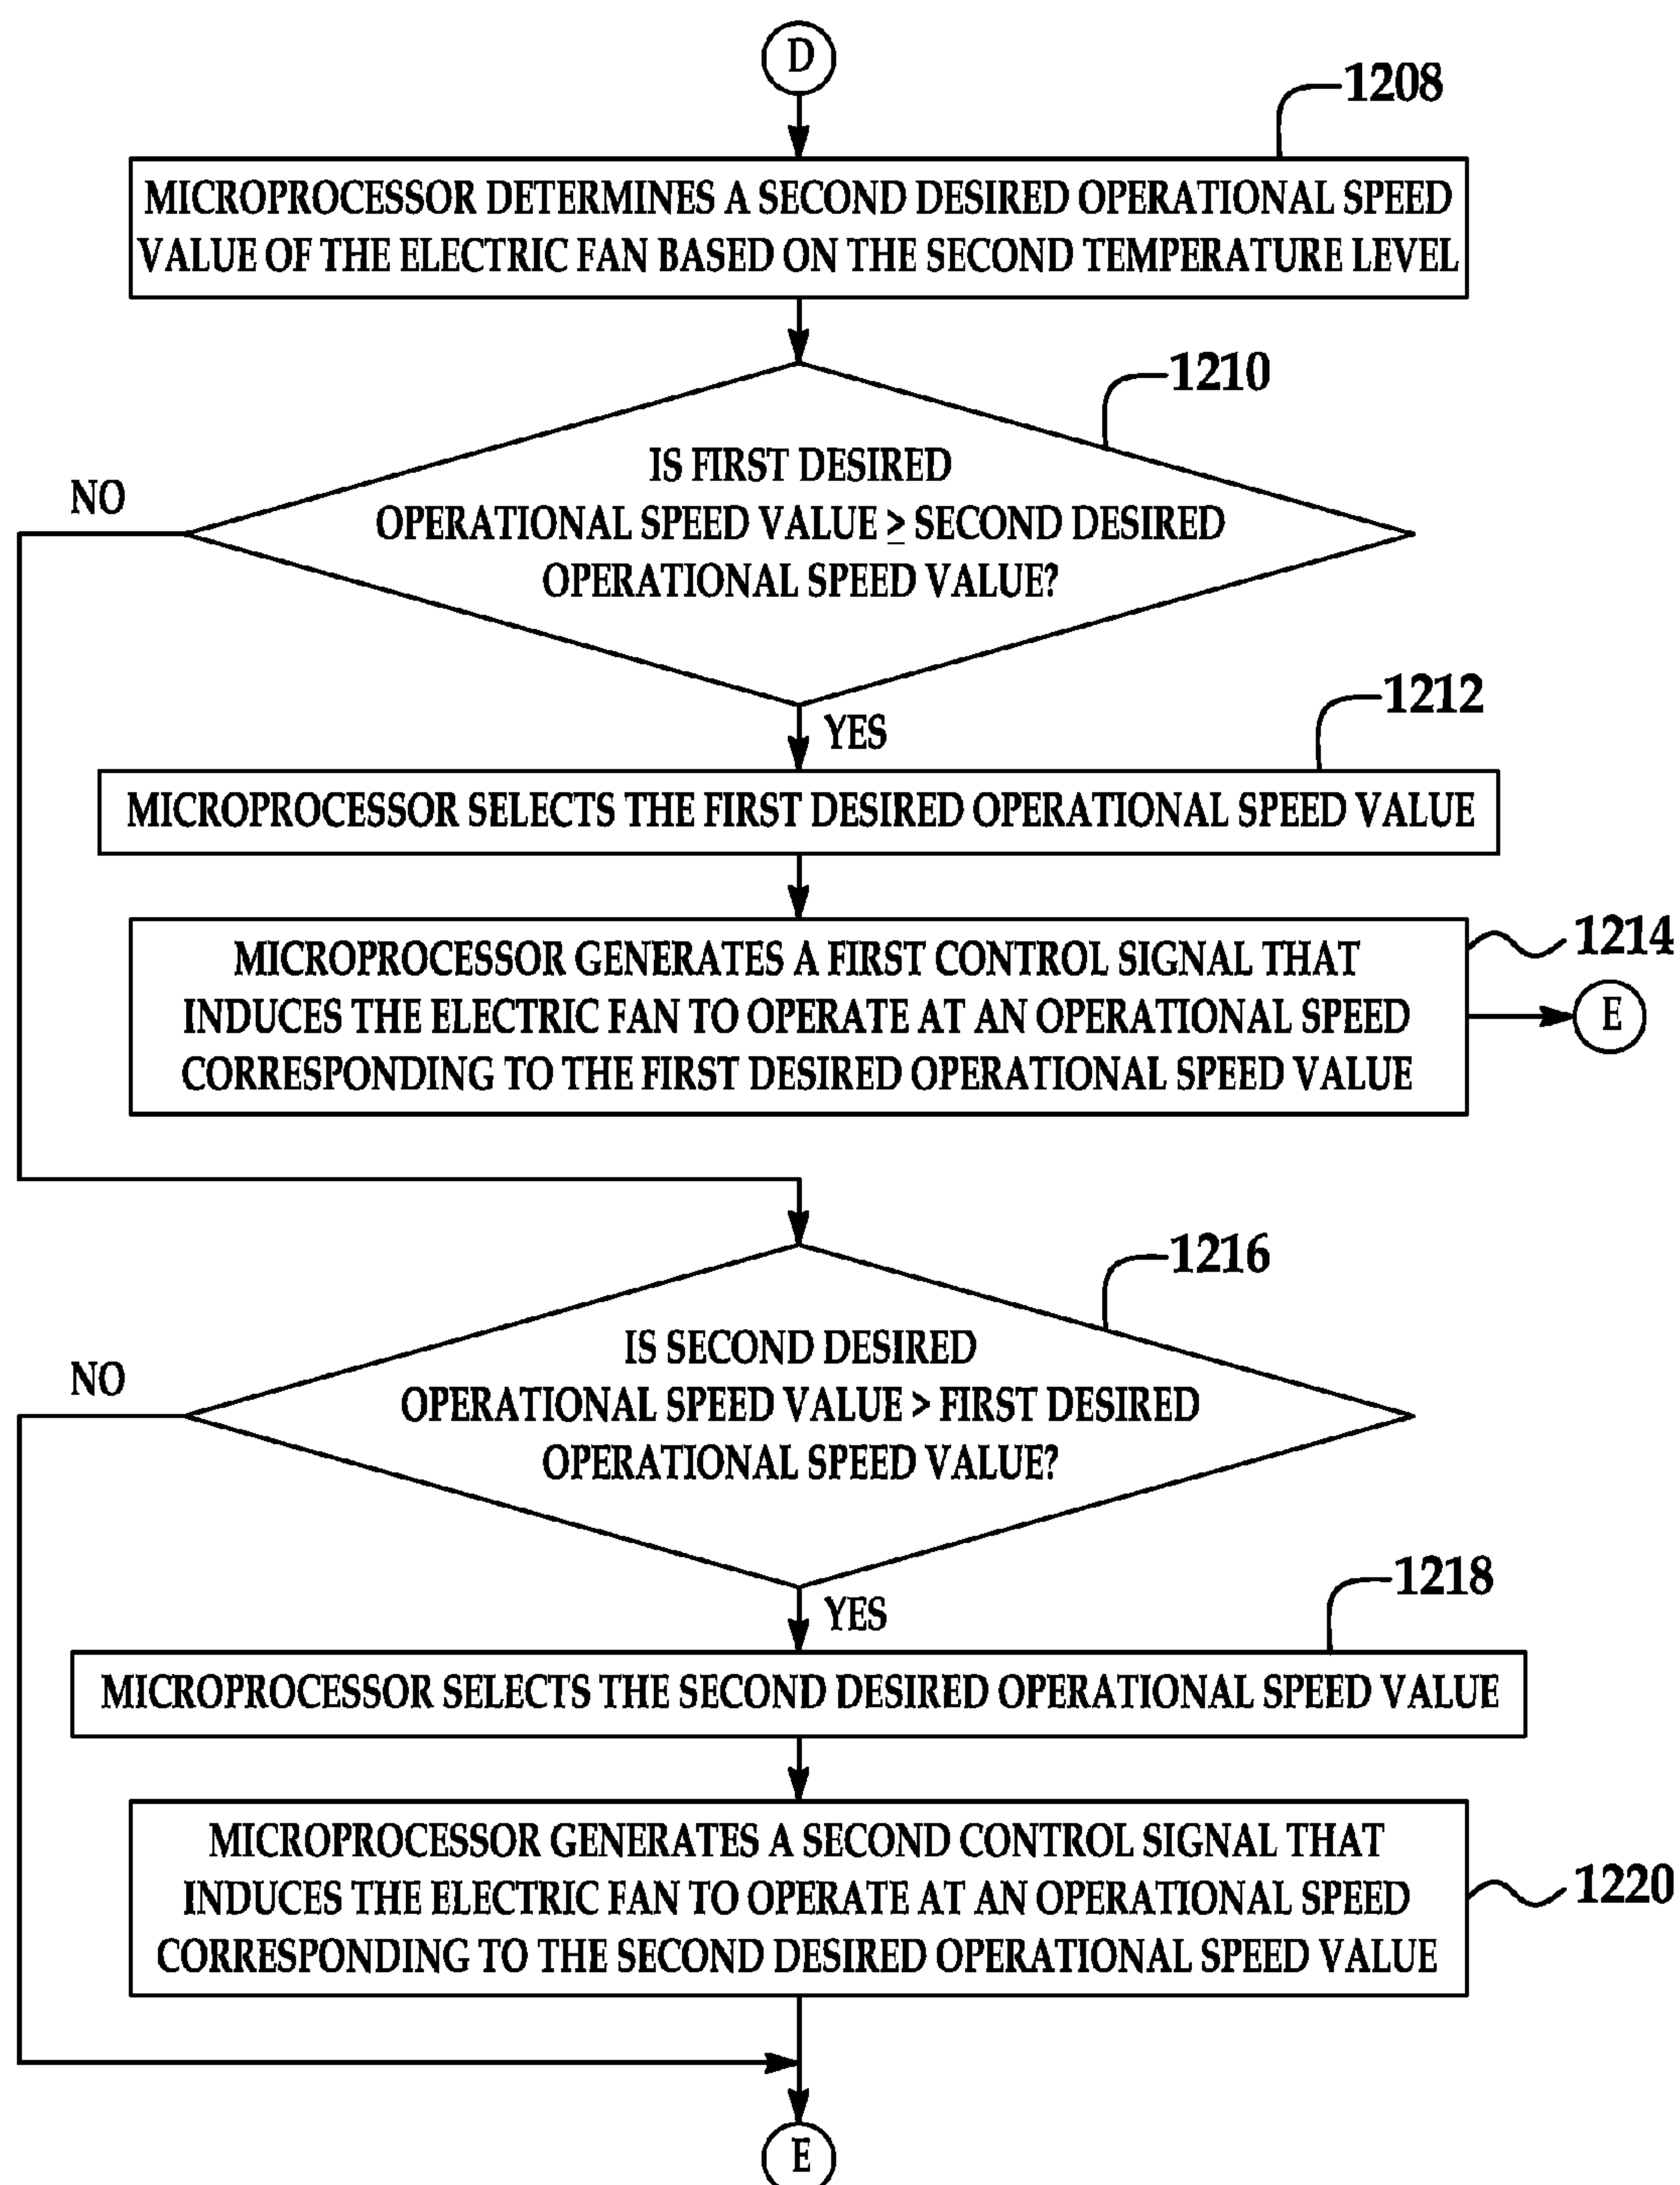 D
1208
MICROPROCESSOR DETERMINES A SECOND DESIRED OPERATIONAL SPEED
VALUE OF THE ELECTRIC FAN BASED ON THE SECOND TEMPERATURE LEVEL
1210
IS FIRST DESIRED
OPERATIONAL SPEED VALUE ≥ SECOND DESIRED
OPERATIONAL SPEED VALUE?
NO
YES
1212
MICROPROCESSOR SELECTS THE FIRST DESIRED OPERATIONAL SPEED VALUE
1214
MICROPROCESSOR GENERATES A FIRST CONTROL SIGNAL THAT
INDUCES THE ELECTRIC FAN TO OPERATE AT AN OPERATIONAL SPEED
CORRESPONDING TO THE FIRST DESIRED OPERATIONAL SPEED VALUE
E
1216
IS SECOND DESIRED
OPERATIONAL SPEED VALUE > FIRST DESIRED
OPERATIONAL SPEED VALUE?
NO
YES
1218
MICROPROCESSOR SELECTS THE SECOND DESIRED OPERATIONAL SPEED VALUE
MICROPROCESSOR GENERATES A SECOND CONTROL SIGNAL THAT
INDUCES THE ELECTRIC FAN TO OPERATE AT AN OPERATIONAL SPEED
CORRESPONDING TO THE SECOND DESIRED OPERATIONAL SPEED VALUE
1220
E